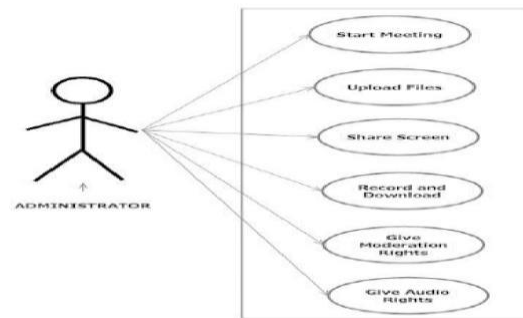 Start Meeting
Upload Files
Share Screen
Record and
Download
Give
Moderation
Rights
Give Audio
Rights
ADMINISTRATOR